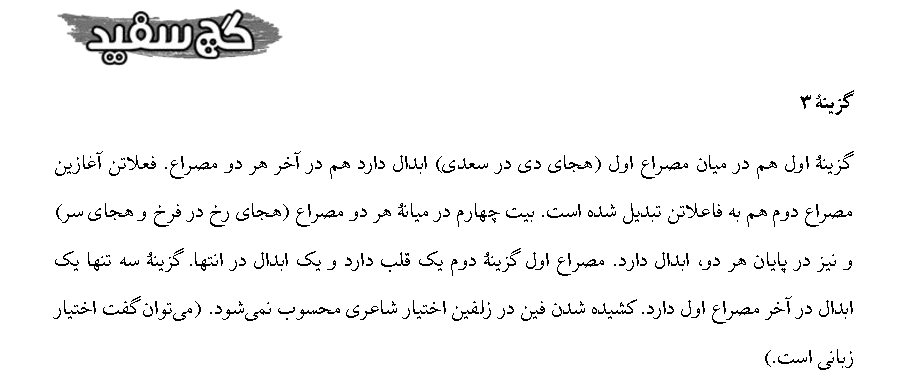 گچ سفید
گزینهٔ ۳
گزینهٔ اول هم در میان مصراع اول (هجای دی در سعدی) ابدال دارد هم در آخر هر دو مصراع. فعلاتن آغازین
مصراع دوم هم به فاعلاتن تبدیل شده است. بیت چهارم در میانهٔ هر دو مصراع (هجای رخ در فرخ و هجای سر)
و نیز در پایان هر دو، ابدال دارد. مصراع اول گزینهٔ دوم یک قلب دارد و یک ابدال در انتها. گزینهٔ سه تنها یک
ابدال در آخر مصراع اول دارد. کشیده شدن فین در زلفین اختیار شاعری محسوب نمی‌شود. (می‌توان گفت اختیار
زبانی است.)